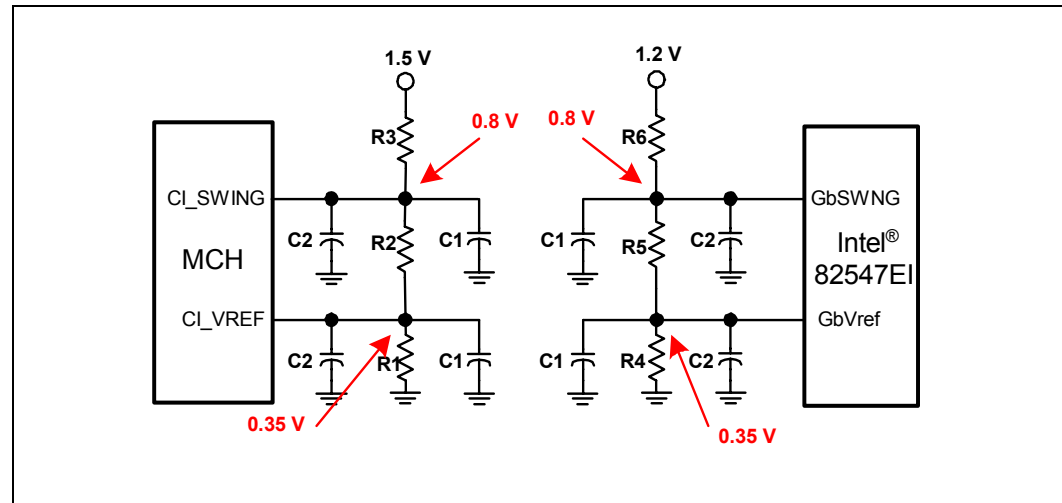 1.5 V
1.2 V
0.8 V
0.8 V
R3
R6
CI_SWING
GbSWNG
C2
R2
C1
C1
R5
C2
MCH
Intel®
82547EI
CI_VREF
GbVref
C2
R1
C1
C1
R4
C2
0.35 V
0.35 V